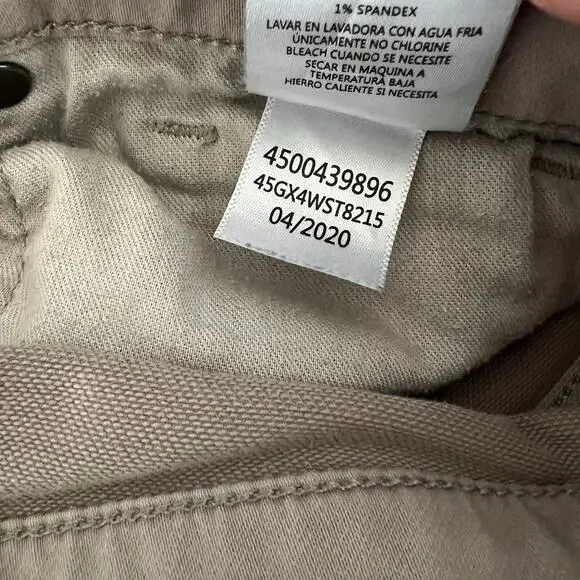 1% SPANDEX
LAVAR EN LAVADORA CON AGUA FRIA
ÚNICAMENTE NO CHLORINE
BLEACH CUANDO SE NECESITE
SECAR EN MAQUINA A
TEMPERATURA BAJA
HIERRO CALIENTE SI NECESITA
4500439896
45GX4WST8215
04/2020